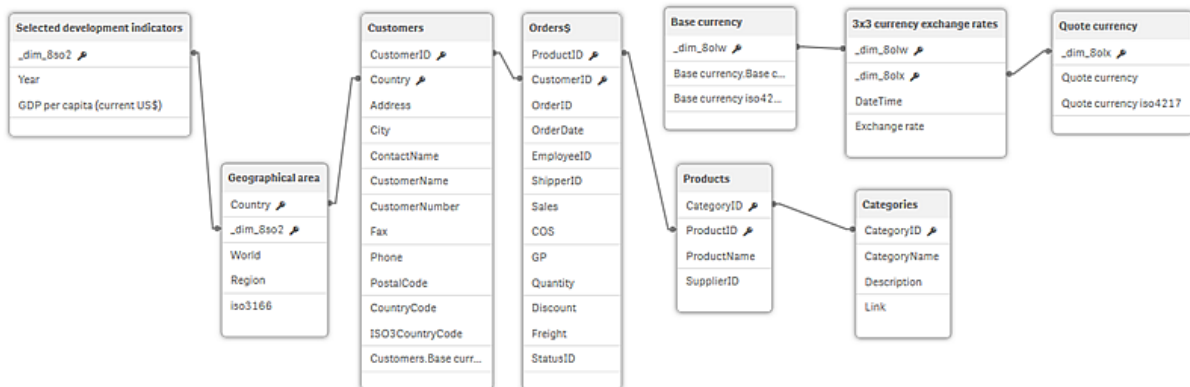 Selected development indicators
_dim_8so2
Year
GDP per capita (current US$)
Geographical area
Country
_dim_8so2
World
Region
iso3166
Customers
CustomerID
Country
Address
City
ContactName
CustomerName
CustomerNumber
Fax
Phone
PostalCode
CountryCode
ISO3CountryCode
Customers.Base curr...
Orders$
ProductID
CustomerID
OrderID
OrderDate
EmployeeID
ShipperID
Sales
COS
GP
Quantity
Discount
Freight
StatusID
Base currency
_dim_8olw
Base currency.Base c...
Base currency iso42...
3x3 currency exchange rates
_dim_8olw
_dim_8olx
DateTime
Exchange rate
Quote currency
_dim_8olx
Quote currency
Quote currency iso4217
Products
CategoryID
ProductID
ProductName
SupplierID
Categories
CategoryID
CategoryName
Description
Link